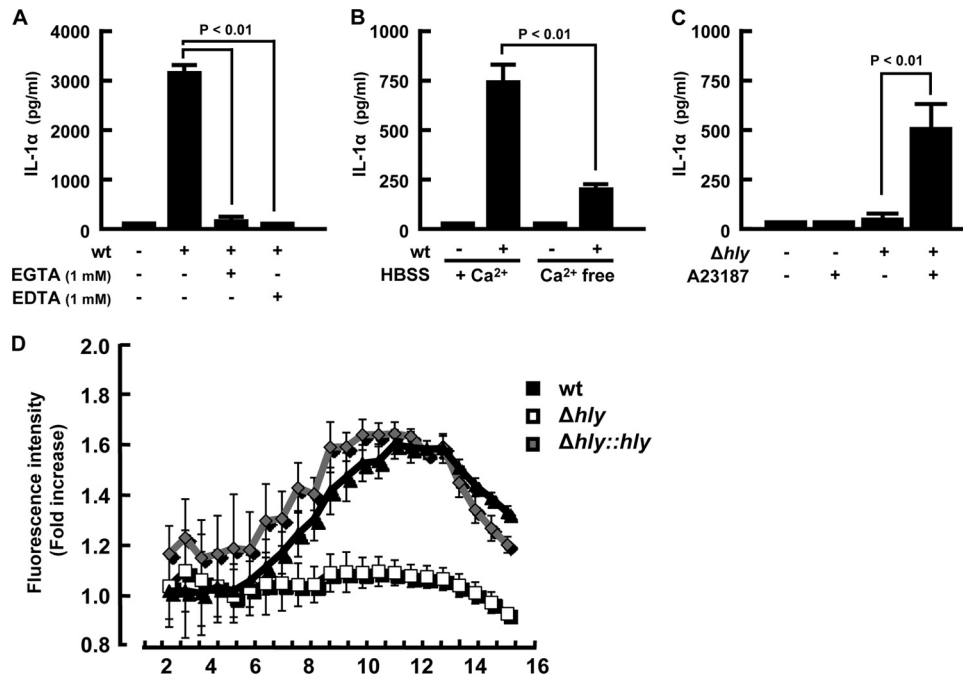 A
4000
3000
2000
1000
0
IL-1α (pg/ml)
P < 0.01
wt - + + +
EGTA (1 mM) - - + -
EDTA (1 mM) - - - +
B
1000
750
500
250
0
IL-1α (pg/ml)
P < 0.01
wt - + - +
HBSS + Ca²⁺ Ca²⁺ free
C
1000
750
500
250
0
IL-1α (pg/ml)
P < 0.01
Δhly - - + +
A23187 - + - +
D
2.0
1.8
1.6
1.4
1.2
1.0
0.8
Fluorescence intensity
(Fold increase)
wt
Δhly
Δhly::hly
2 4 6 8 10 12 14 16